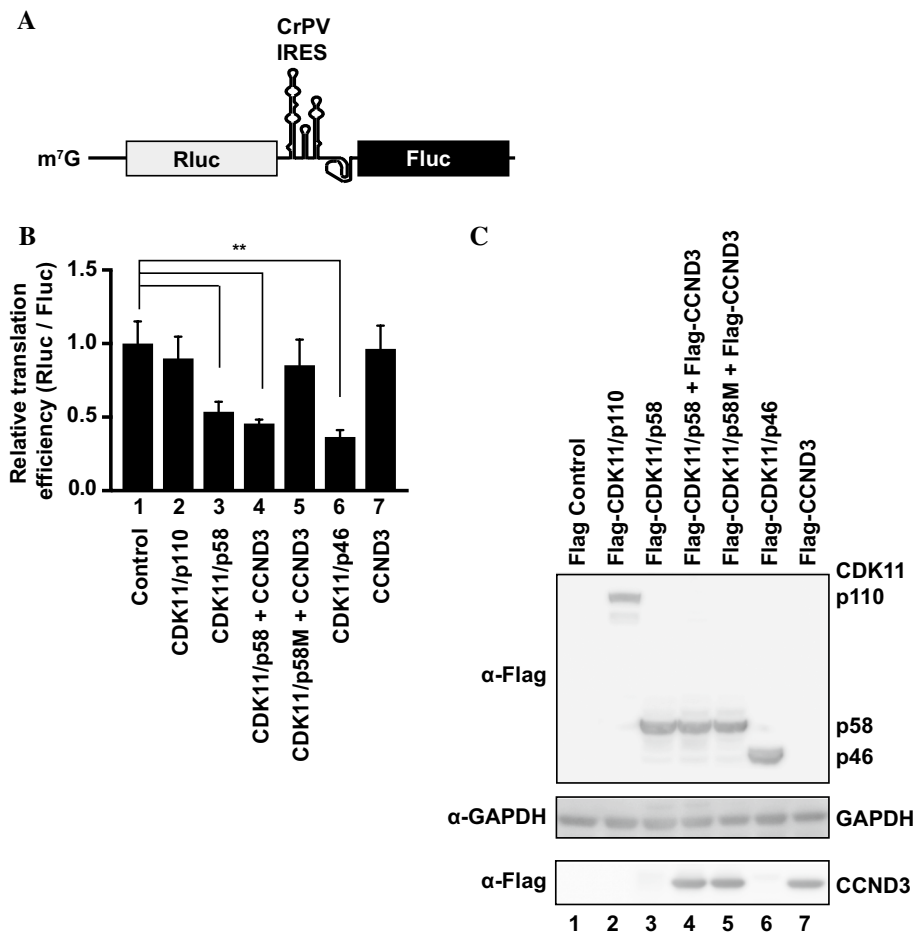 A
CrPV
IRES
m⁷G
Rluc
Fluc
B
Relative translation
efficiency (Rluc / Fluc)
1.5
1.0
0.5
0.0
**
1 2 3 4 5 6 7
Control
CDK11/p110
CDK11/p58
CDK11/p58 + CCND3
CDK11/p58M + CCND3
CDK11/p46
CCND3
C
Flag Control
Flag-CDK11/p110
Flag-CDK11/p58
Flag-CDK11/p58 + Flag-CCND3
Flag-CDK11/p58M + Flag-CCND3
Flag-CDK11/p46
Flag-CCND3
CDK11
p110
α-Flag
p58
p46
α-GAPDH
GAPDH
α-Flag
CCND3
1 2 3 4 5 6 7